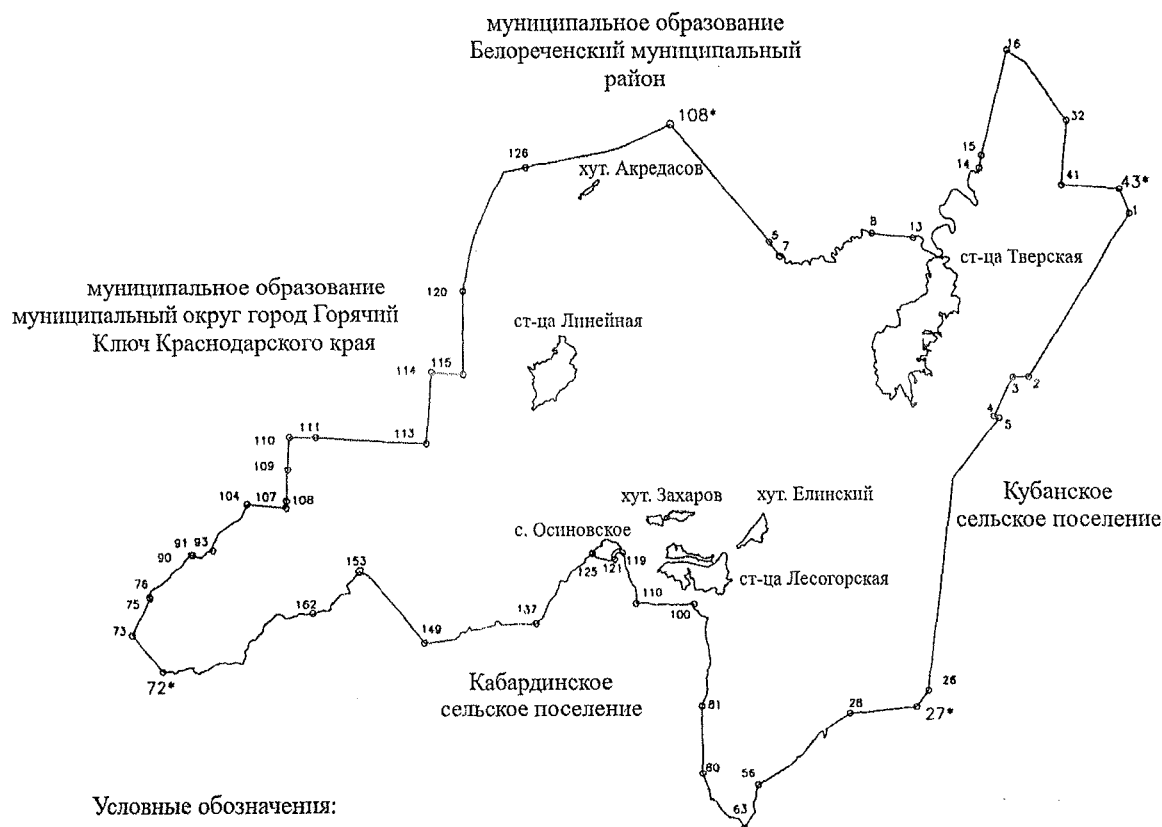 муниципальное образование
Белореченский муниципальный
район
16
108*
32
126
15
14
хут. Акредасов
41
43*
1
6
7
8
13
ст-ца Тверская
муниципальное образование
муниципальный округ город Горячий
Ключ Краснодарского края
120
ст-ца Линейная
114
115
3
2
4
5
110
111
113
109
104
107
108
хут. Захаров
хут. Елинский
Кубанское
сельское поселение
с. Осиновское
91
93
90
153
125
121
119
ст-ца Лесогорская
76
75
162
110
100
73
137
149
72*
Кабардинское
сельское поселение
26
81
28
27*
80
56
63
Условные обозначения: